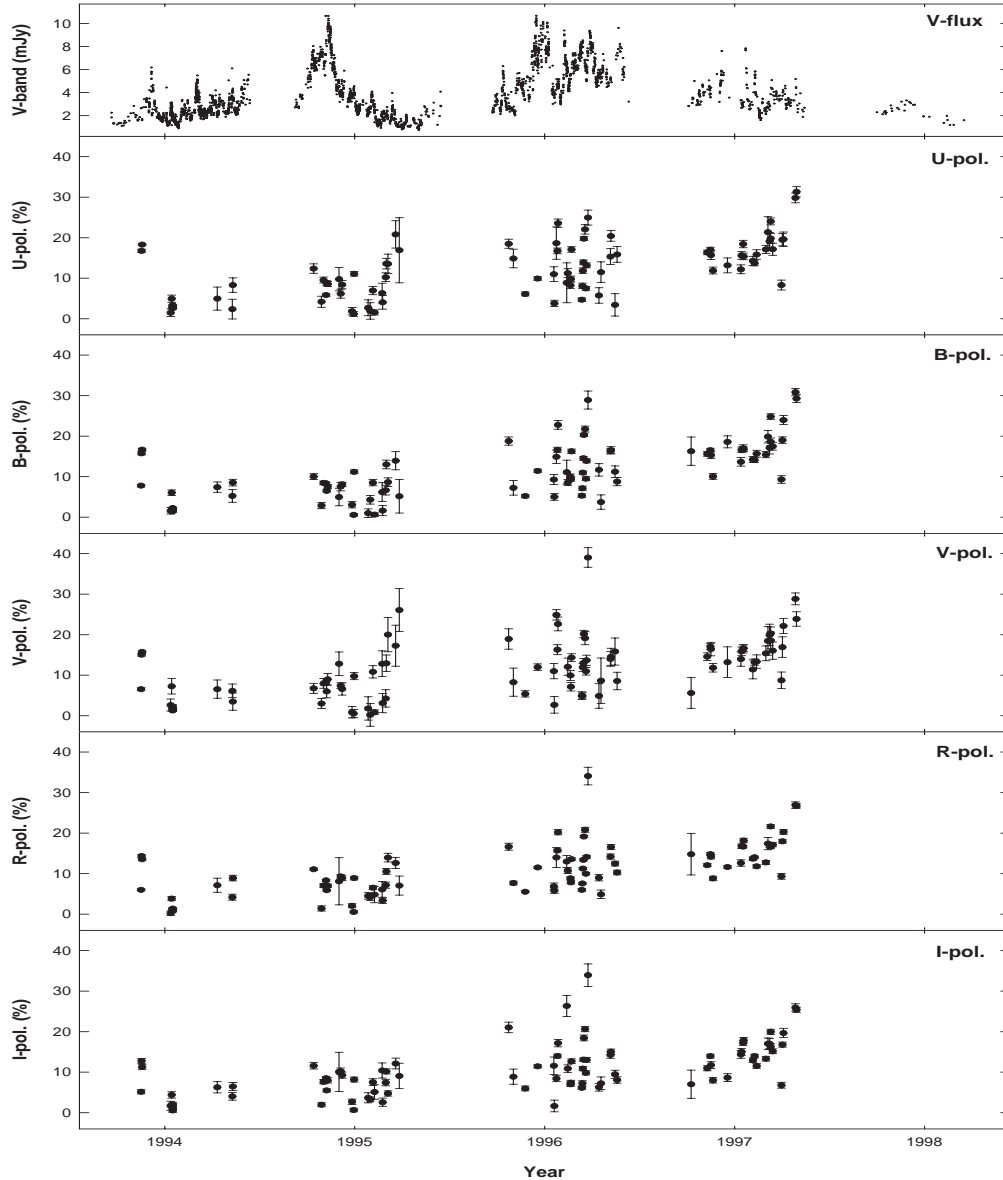 V-flux
V-band (mJy)
10
8
6
4
2
U-pol.
U-pol. (%)
40
30
20
10
0
B-pol.
B-pol. (%)
40
30
20
10
0
V-pol.
V-pol. (%)
40
30
20
10
0
R-pol.
R-pol. (%)
40
30
20
10
0
I-pol.
I-pol. (%)
40
30
20
10
0
1994 1995 1996 1997 1998
Year